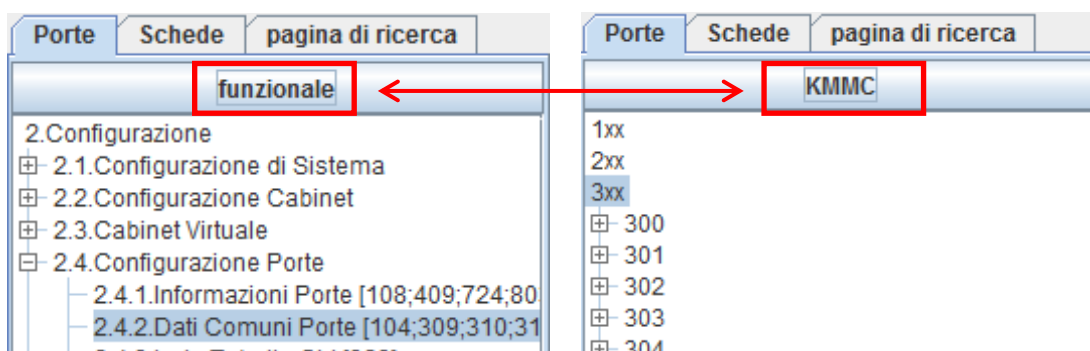 Porte Schede pagina di ricerca
funzionale
2.Configurazione
2.1.Configurazione di Sistema
2.2.Configurazione Cabinet
2.3.Cabinet Virtuale
2.4.Configurazione Porte
2.4.1.Informazioni Porte [108;409;724;80
2.4.2.Dati Comuni Porte [104;309;310;31
Porte Schede pagina di ricerca
KMMC
1xx
2xx
3xx
300
301
302
303
304